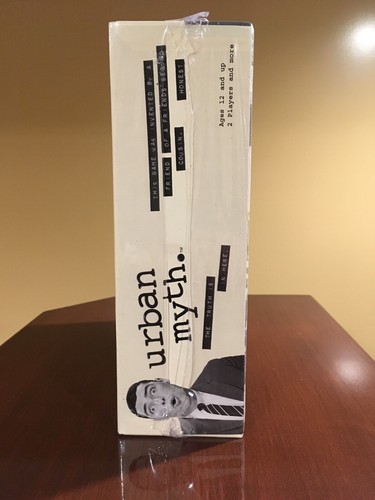 THIS GAME WAS INVENTED BY A
FRIEND OF A FRIENDS SECOND
COUSIN. HONEST
Ages 12 and up
2 Players and more
urban
myth.™
THE TRUTH IS
IN HERE.